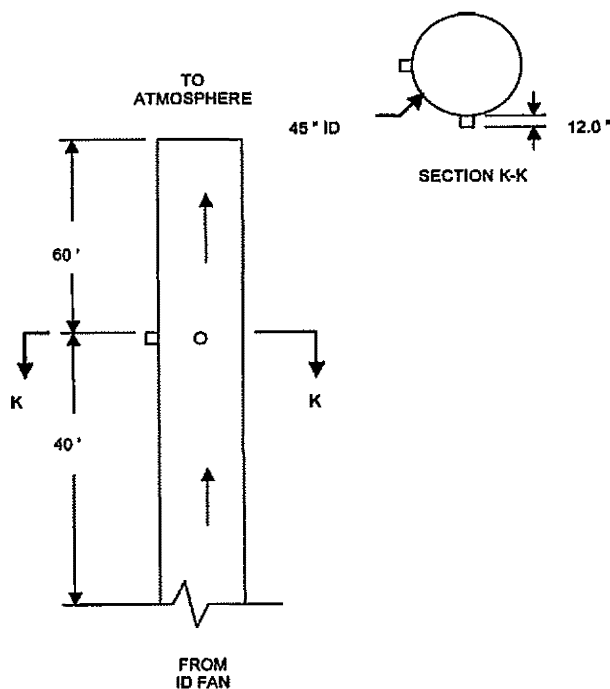 TO
ATMOSPHERE
45 " ID
12.0 "
SECTION K-K
60 '
K
K
40 '
FROM
ID FAN